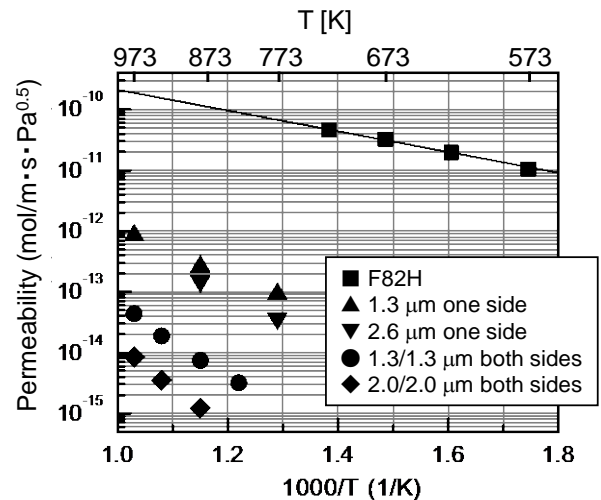 T [K]
973 873 773 673 573
Permeability (mol/m・s・Pa^0.5)
10^-10
10^-11
10^-12
10^-13
10^-14
10^-15
■ F82H
▲ 1.3 μm one side
▼ 2.6 μm one side
● 1.3/1.3 μm both sides
◆ 2.0/2.0 μm both sides
1.0 1.2 1.4 1.6 1.8
1000/T (1/K)